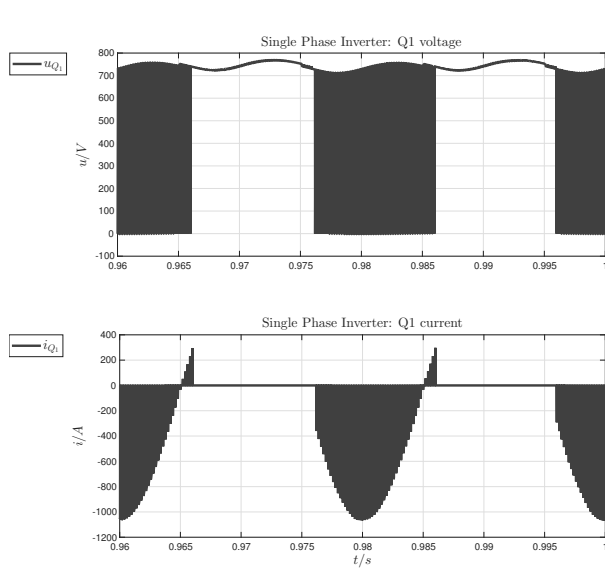 Single Phase Inverter: Q1 voltage
u_{Q_1}
800
700
600
500
400
300
200
100
0
-100
u/V
0.96 0.965 0.97 0.975 0.98 0.985 0.99 0.995 1
Single Phase Inverter: Q1 current
i_{Q_1}
400
200
0
-200
-400
-600
-800
-1000
-1200
i/A
0.96 0.965 0.97 0.975 0.98 0.985 0.99 0.995 1
t/s